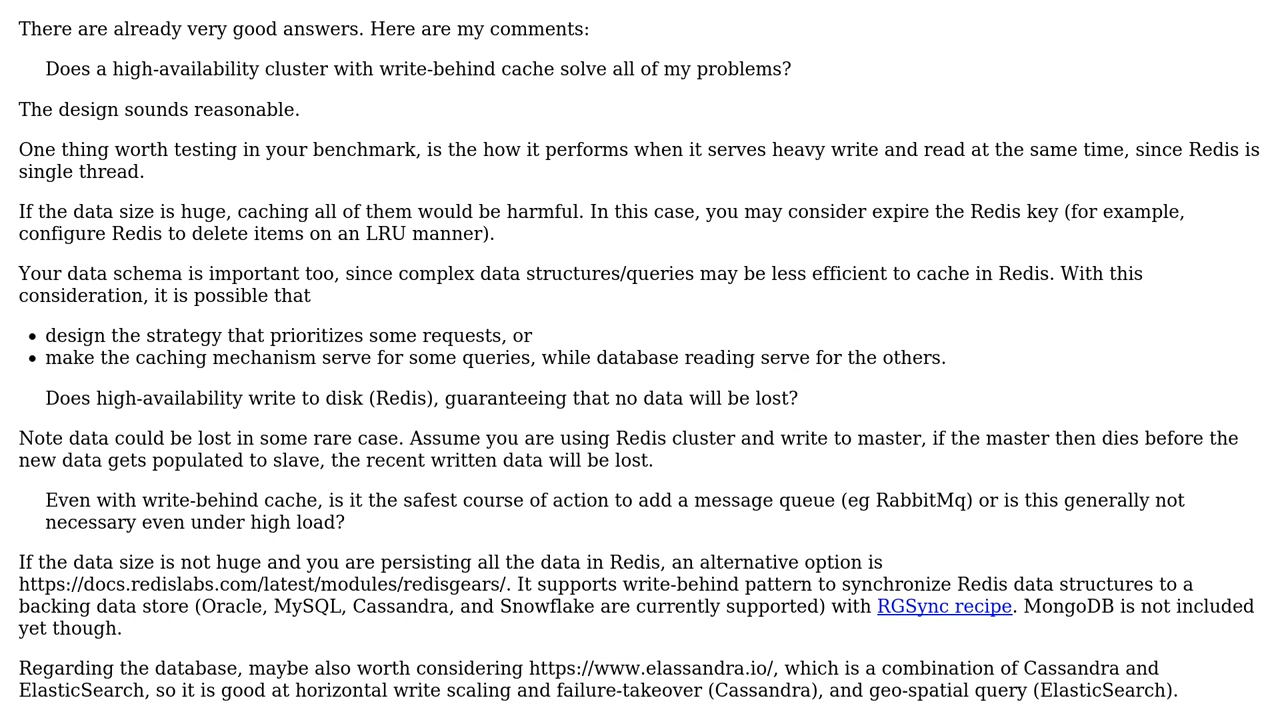 There are already very good answers. Here are my comments:
Does a high-availability cluster with write-behind cache solve all of my problems?
The design sounds reasonable.
One thing worth testing in your benchmark, is the how it performs when it serves heavy write and read at the same time, since Redis is
single thread.
If the data size is huge, caching all of them would be harmful. In this case, you may consider expire the Redis key (for example,
configure Redis to delete items on an LRU manner).
Your data schema is important too, since complex data structures/queries may be less efficient to cache in Redis. With this
consideration, it is possible that
• design the strategy that prioritizes some requests, or
• make the caching mechanism serve for some queries, while database reading serve for the others.
Does high-availability write to disk (Redis), guaranteeing that no data will be lost?
Note data could be lost in some rare case. Assume you are using Redis cluster and write to master, if the master then dies before the
new data gets populated to slave, the recent written data will be lost.
Even with write-behind cache, is it the safest course of action to add a message queue (eg RabbitMq) or is this generally not
necessary even under high load?
If the data size is not huge and you are persisting all the data in Redis, an alternative option is
https://docs.redislabs.com/latest/modules/redisgears/. It supports write-behind pattern to synchronize Redis data structures to a
backing data store (Oracle, MySQL, Cassandra, and Snowflake are currently supported) with RGSync recipe. MongoDB is not included
yet though.
Regarding the database, maybe also worth considering https://www.elassandra.io/, which is a combination of Cassandra and
ElasticSearch, so it is good at horizontal write scaling and failure-takeover (Cassandra), and geo-spatial query (ElasticSearch).